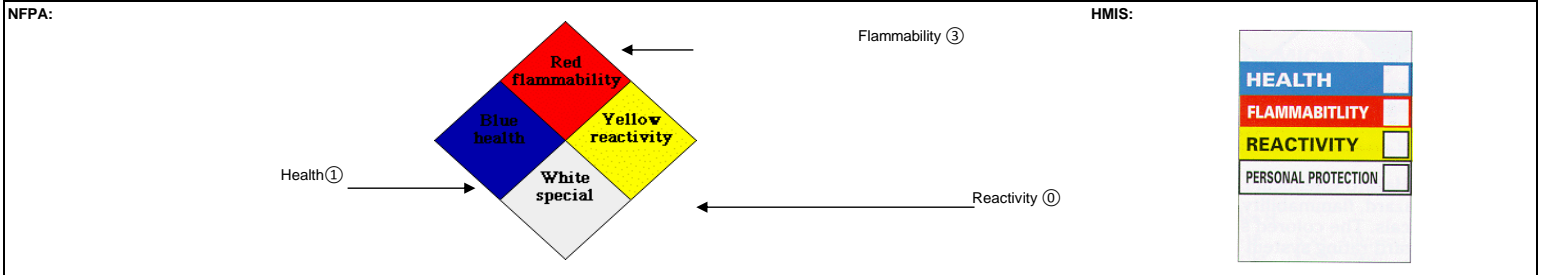 NFPA:
HMIS:
Flammability ③
Red
flammability
Blue
health
Yellow
reactivity
White
special
Health①
Reactivity ⓪
HEALTH
FLAMMABITLITY
REACTIVITY
PERSONAL PROTECTION